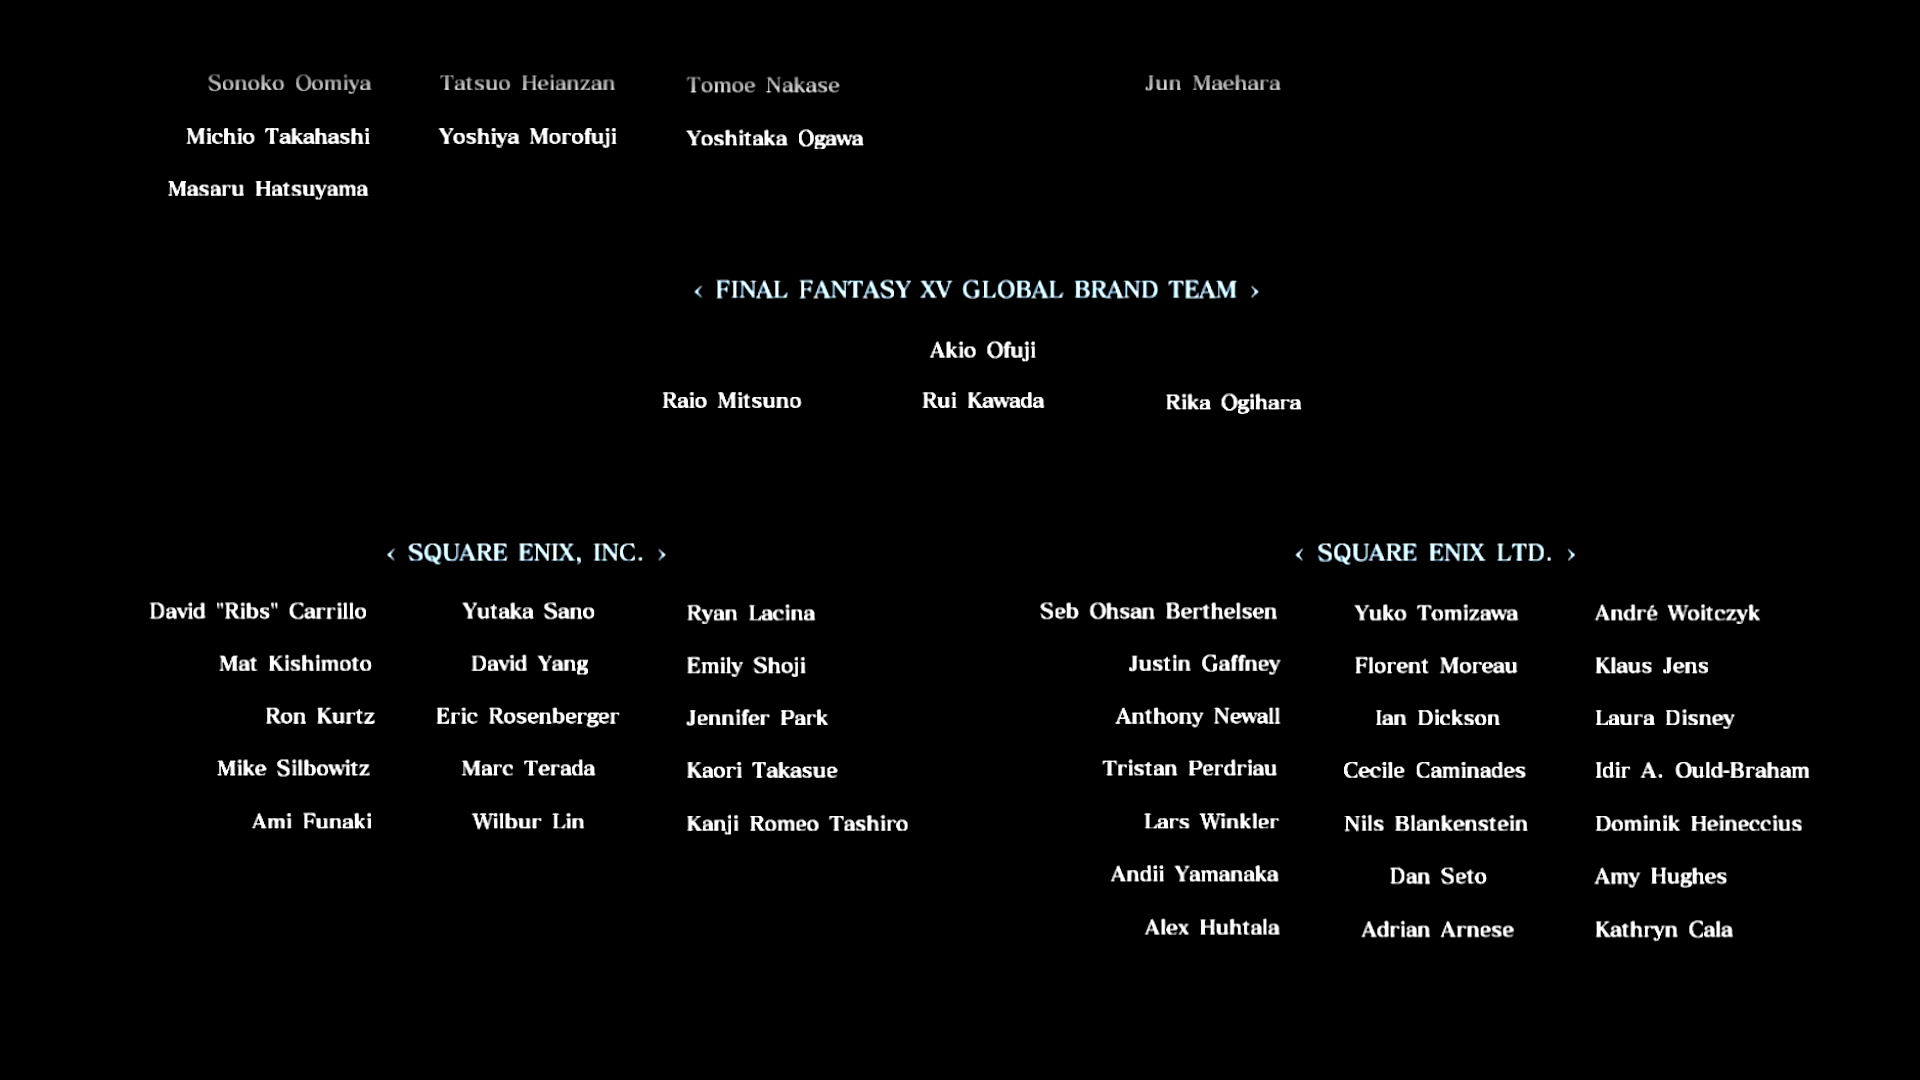 Sonoko Oomiya Tatsuo Heianzan Tomoe Nakase Jun Maehara
Michio Takahashi Yoshiya Morofuji Yoshitaka Ogawa
Masaru Hatsuyama
‹ FINAL FANTASY XV GLOBAL BRAND TEAM ›
Akio Ofuji
Raio Mitsuno Rui Kawada Rika Ogihara
‹ SQUARE ENIX, INC. ›
David "Ribs" Carrillo Yutaka Sano Ryan Lacina
Mat Kishimoto David Yang Emily Shoji
Ron Kurtz Eric Rosenberger Jennifer Park
Mike Silbowitz Marc Terada Kaori Takasue
Ami Funaki Wilbur Lin Kanji Romeo Tashiro
‹ SQUARE ENIX LTD. ›
Seb Ohsan Berthelsen Yuko Tomizawa André Woitczyk
Justin Gaffney Florent Moreau Klaus Jens
Anthony Newall Ian Dickson Laura Disney
Tristan Perdriau Cecile Caminades Idir A. Ould-Braham
Lars Winkler Nils Blankenstein Dominik Heineccius
Andii Yamanaka Dan Seto Amy Hughes
Alex Huhtala Adrian Arnese Kathryn Cala